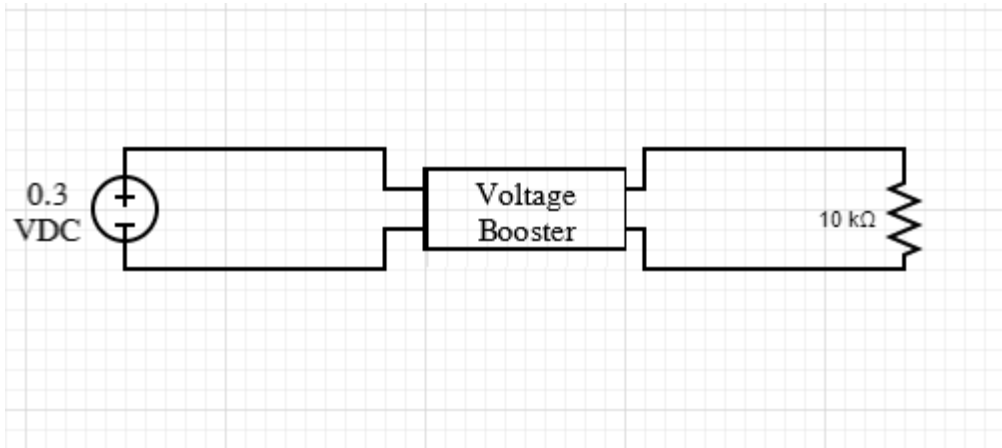 0.3
VDC
+
Voltage
Booster
10 kΩ